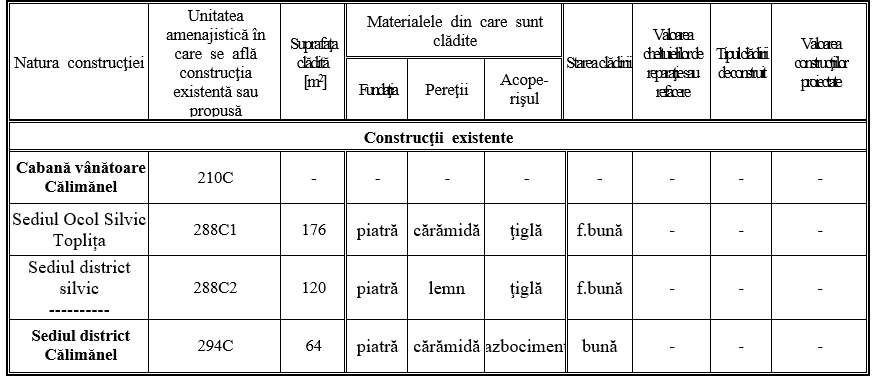 Natura construcţiei
Unitatea
amenajistică în
care se află
construcţia
existentă sau
propusă
Suprafaţa
clădită
[m²]
Materialele din care sunt
clădite
Fundaţia
Pereţii
Acope-
rişul
Starea clădirii
Valoarea
cheltuielilor de
reparaţie sau
refacere
Tipul clădirii
de construit
Valoarea
construcţiilor
proiectate
Construcţii existente
Cabană vânătoare
Călimănel
210C - - - - - - - -
Sediul Ocol Silvic
Toplița
288C1 176 piatră cărămidă ţiglă f.bună - - -
Sediul district
silvic
----------
288C2 120 piatră lemn ţiglă f.bună - - -
Sediul district
Călimănel
294C 64 piatră cărămidă azbociment bună - - -